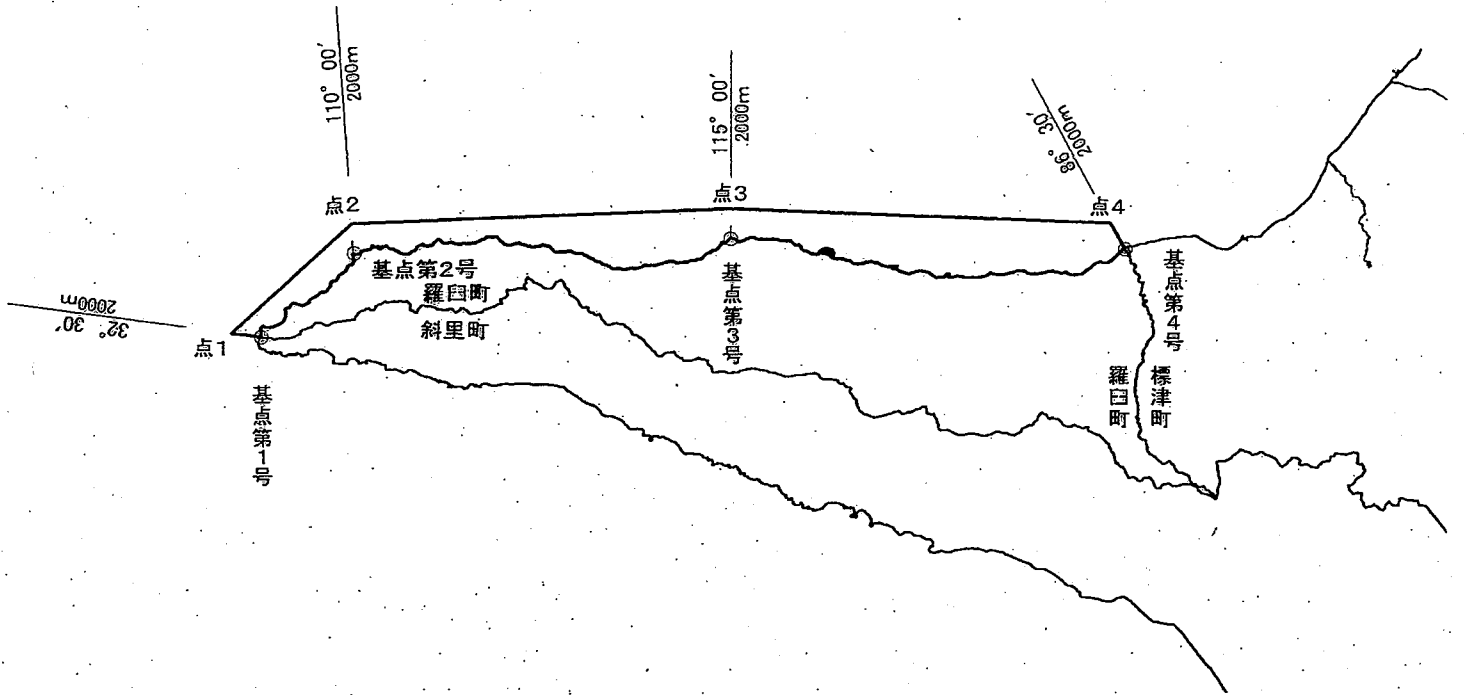 110° 00′
2000m
115° 00′
2000m
86° 30′
2000m
点2
点3
点4
基点第2号
羅臼町
斜里町
基点第3号
基点第4号
32° 30′
2000m
点1
基点第1号
羅臼町
標津町